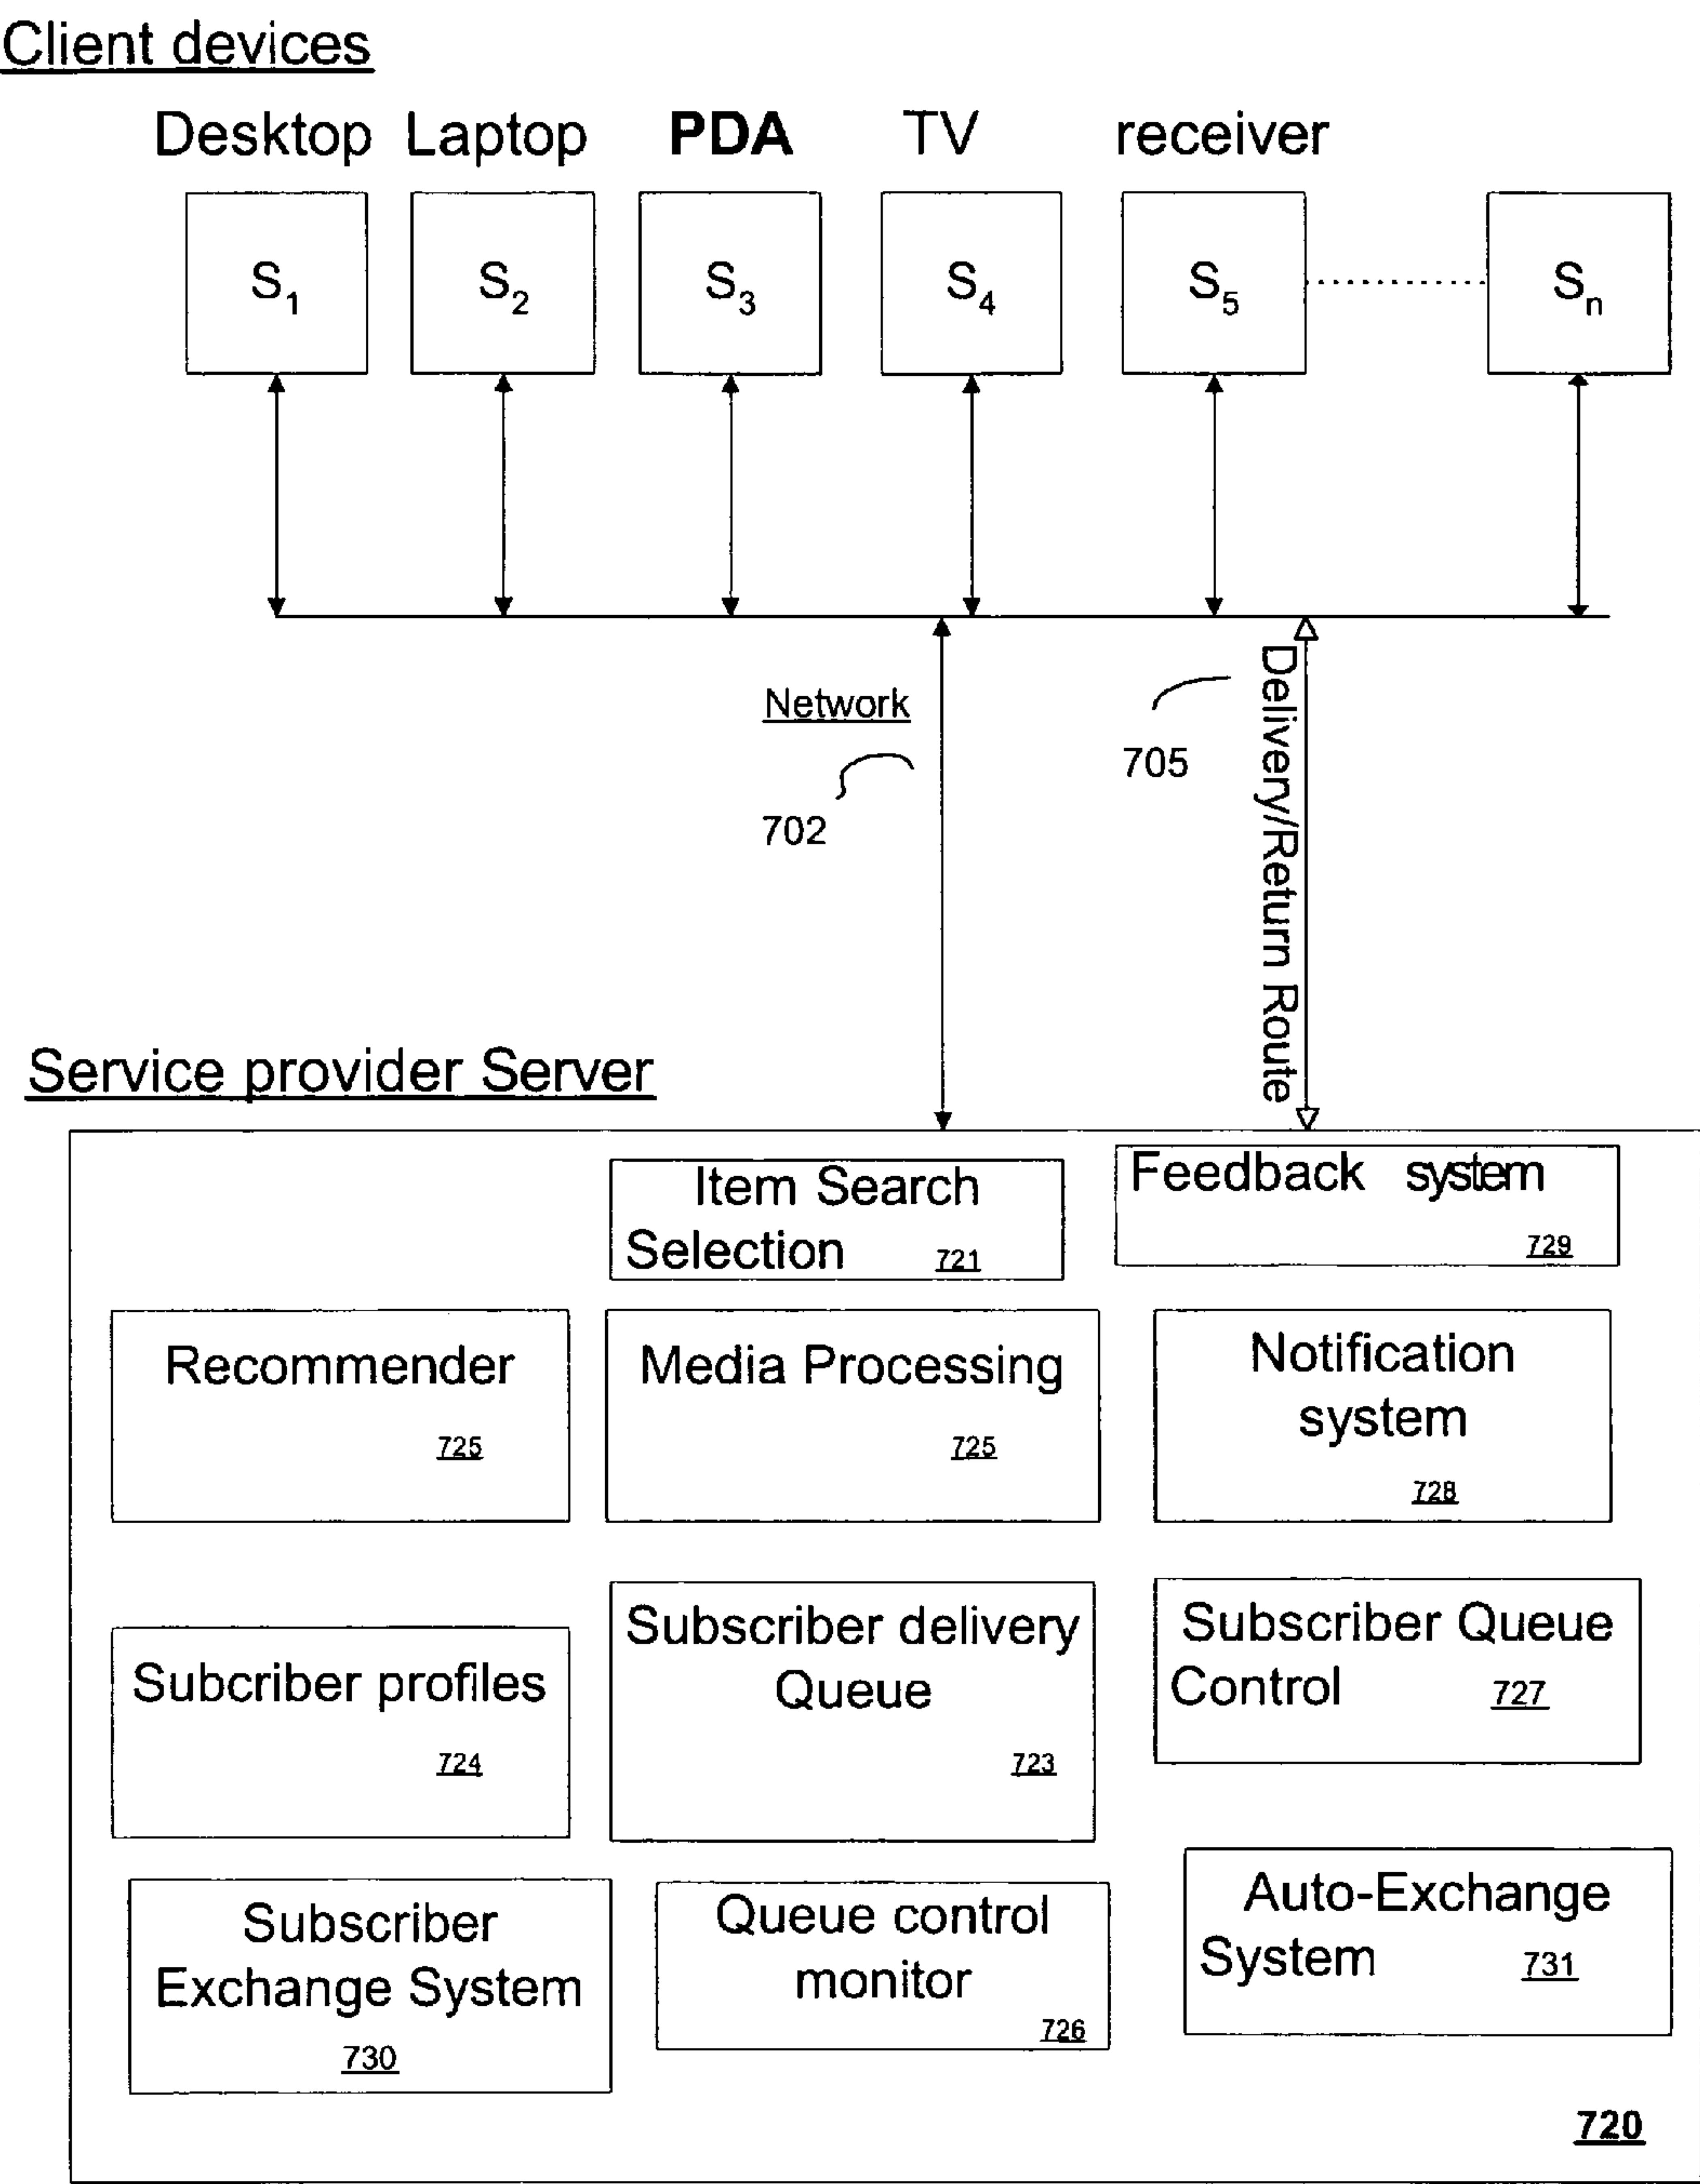 Client devices
Desktop Laptop PDA TV receiver
S1 S2 S3 S4 S5 Sn
Network
702
705
Delivery/Return Route
Service provider Server
Item Search
Selection 721
Feedback system
729
Recommender
725
Media Processing
725
Notification
system
728
Subcriber profiles
724
Subscriber delivery
Queue
723
Subscriber Queue
Control 727
Subscriber
Exchange System
730
Queue control
monitor
726
Auto-Exchange
System 731
720